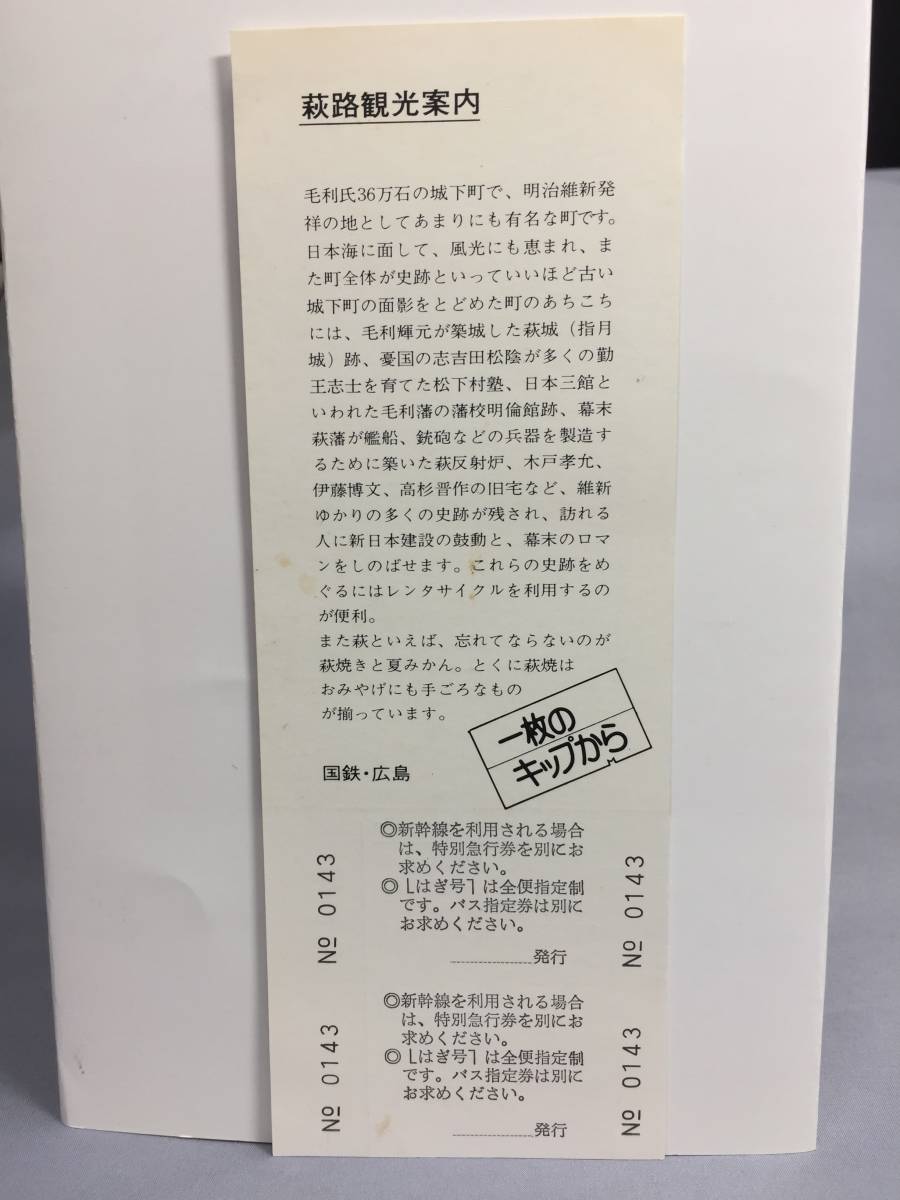 萩路観光案内
毛利氏36万石の城下町で、明治維新発
祥の地としてあまりにも有名な町です。
日本海に面して、風光にも恵まれ、ま
た町全体が史跡といっていいほど古い
城下町の面影をとどめた町のあちこち
には、毛利輝元が築城した萩城（指月
城）跡、憂国の志吉田松陰が多くの勤
王志士を育てた松下村塾、日本三館と
いわれた毛利藩の藩校明倫館跡、幕末
萩藩が艦船、銃砲などの兵器を製造す
るために築いた萩反射炉、木戸孝允、
伊藤博文、高杉晋作の旧宅など、維新
ゆかりの多くの史跡が残され、訪れる
人に新日本建設の鼓動と、幕末のロマ
ンをしのばせます。これらの史跡をめ
ぐるにはレンタサイクルを利用するの
が便利。
また萩といえば、忘れてならないのが
萩焼きと夏みかん。とくに萩焼は
おみやげにも手ごろなもの
が揃っています。
一枚の
キップから
国鉄・広島
◎新幹線を利用される場合
は、特別急行券を別にお
求めください。
◎「はぎ号」は全便指定制
です。バス指定券は別に
お求めください。
発行
№ 0143
№ 0143
◎新幹線を利用される場合
は、特別急行券を別にお
求めください。
◎「はぎ号」は全便指定制
です。バス指定券は別に
お求めください。
発行
№ 0143
№ 0143